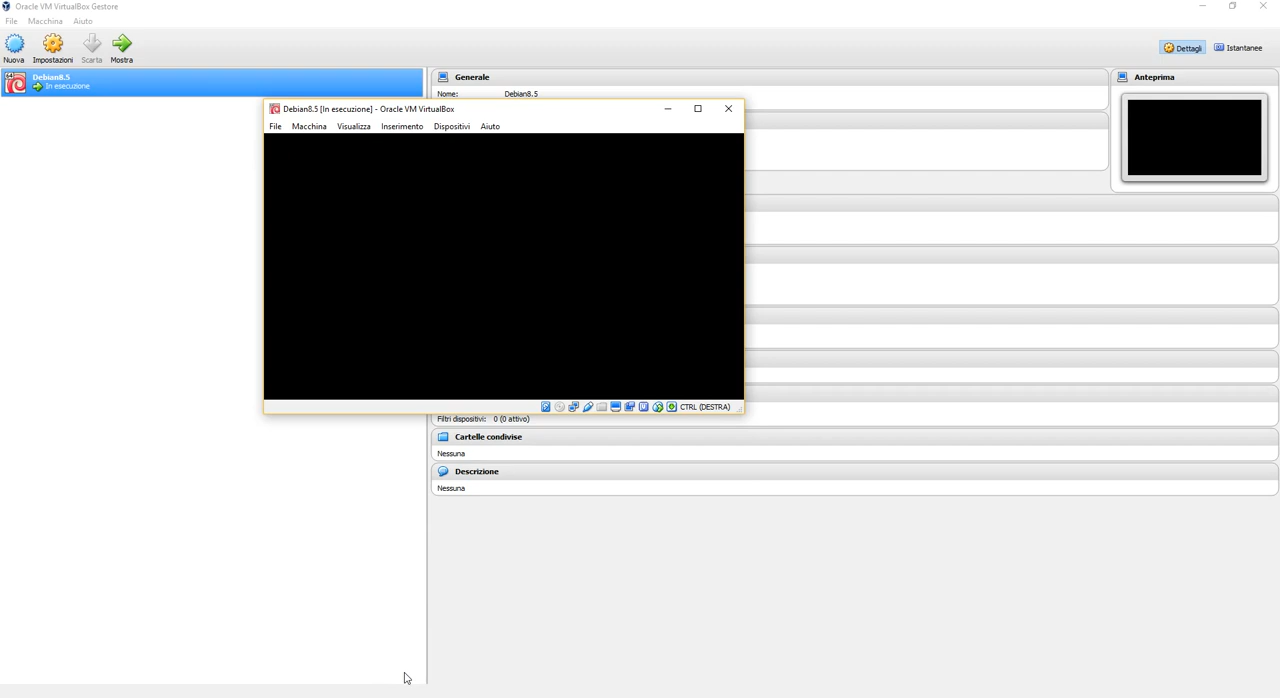 Oracle VM VirtualBox Gestore
File Macchina Aiuto
Nuova Impostazioni Scarta Mostra
Dettagli Istantanee
64
Debian8.5
In esecuzione
Generale
Nome: Debian8.5
Anteprima
Debian8.5 [In esecuzione] - Oracle VM VirtualBox
File Macchina Visualizza Inserimento Dispositivi Aiuto
CTRL (DESTRA)
Filtri dispositivi: 0 (0 attivo)
Cartelle condivise
Nessuna
Descrizione
Nessuna